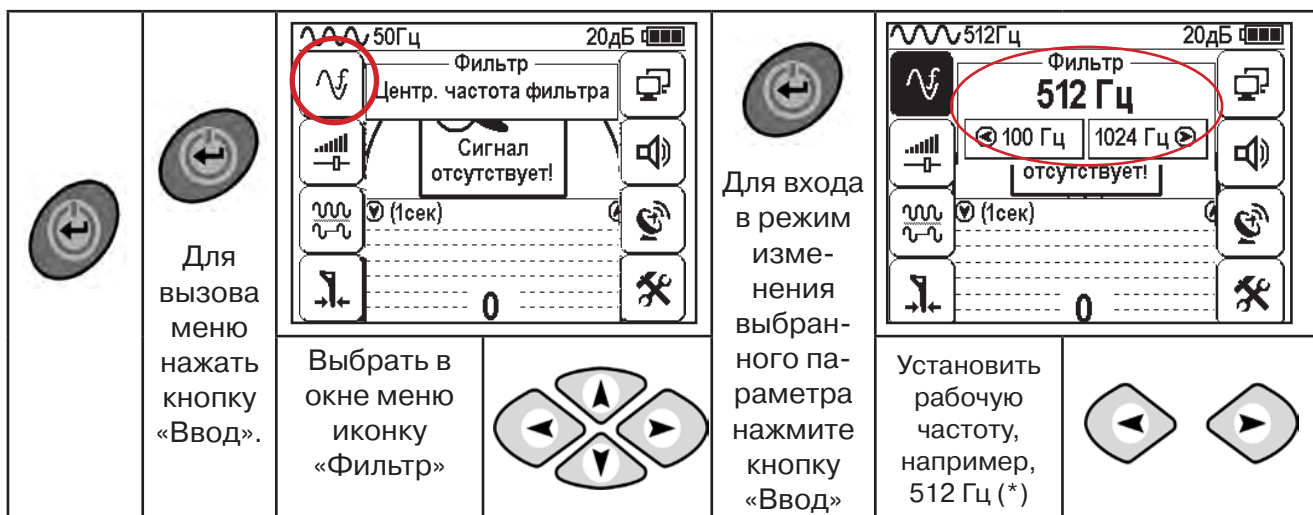 Для
вызова
меню
нажать
кнопку
«Ввод».
50Гц 20дБ
Фильтр
Центр. частота фильтра
Сигнал
отсутствует!
(1сек)
0
Выбрать в
окне меню
иконку
«Фильтр»
Для входа
в режим
изме-
нения
выбран-
ного па-
раметра
нажмите
кнопку
«Ввод»
512Гц 20дБ
Фильтр
512 Гц
100 Гц 1024 Гц
отсутствует!
(1сек)
0
Установить
рабочую
частоту,
например,
512 Гц (*)